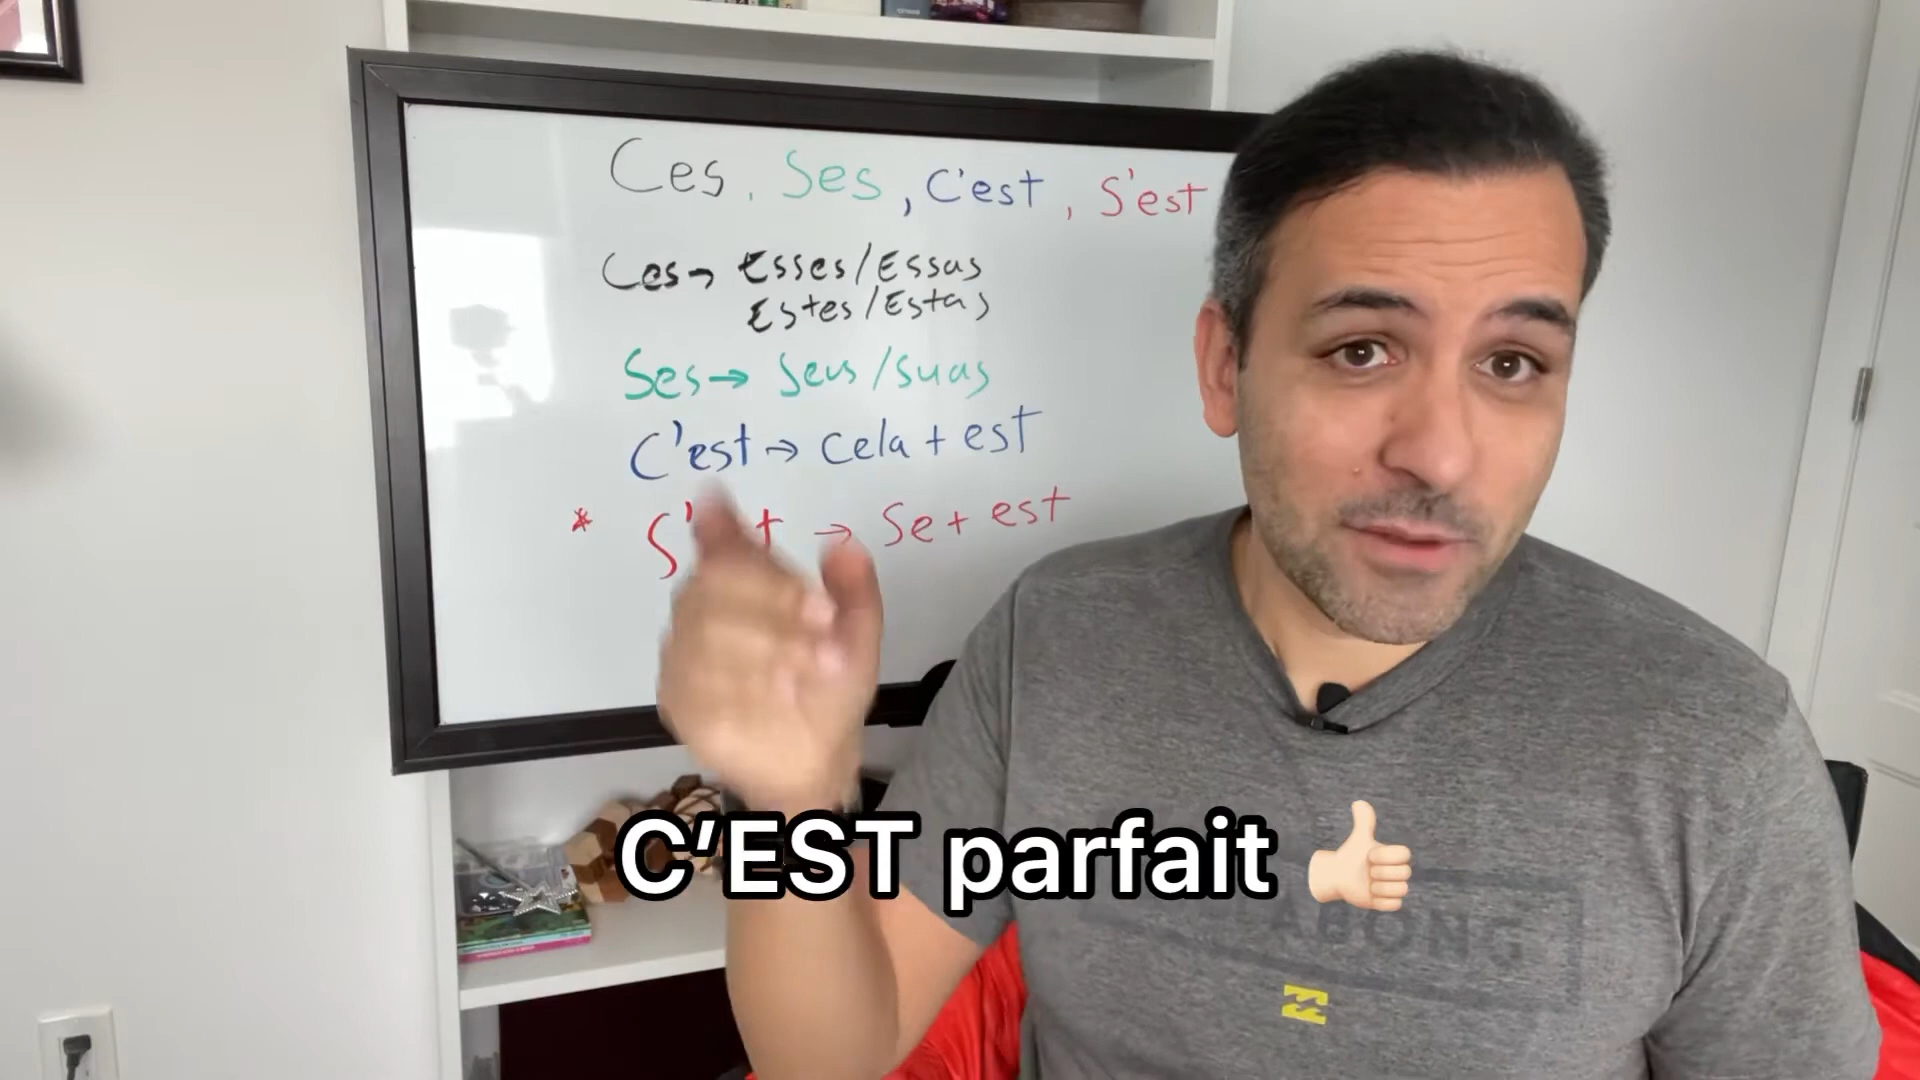 Ces, Ses, C'est, S'est
Ces → Esses/Essas
Estes/Estas
Ses → Seus/suas
C'est → cela + est
* → Se + est
C'EST parfait 👍🏻
ABONG